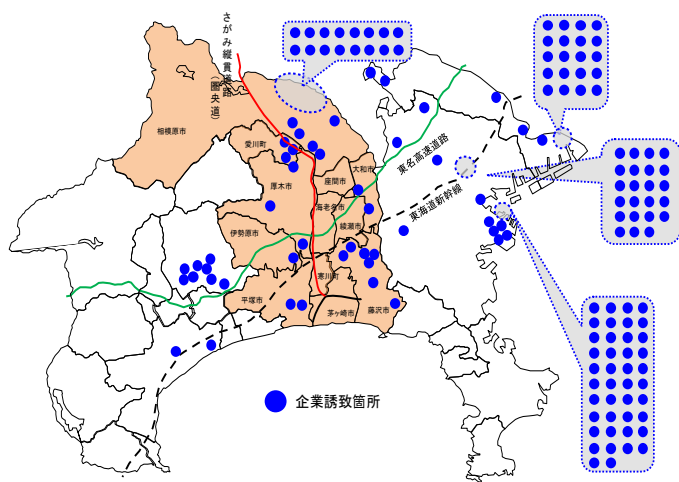 さがみ縦貫道路
(圏央道)
相模原市
愛川町
大和市
座間市
厚木市
海老名市
綾瀬市
伊勢原市
寒川町
平塚市
茅ヶ崎市
藤沢市
東名高速道路
東海道新幹線
企業誘致箇所